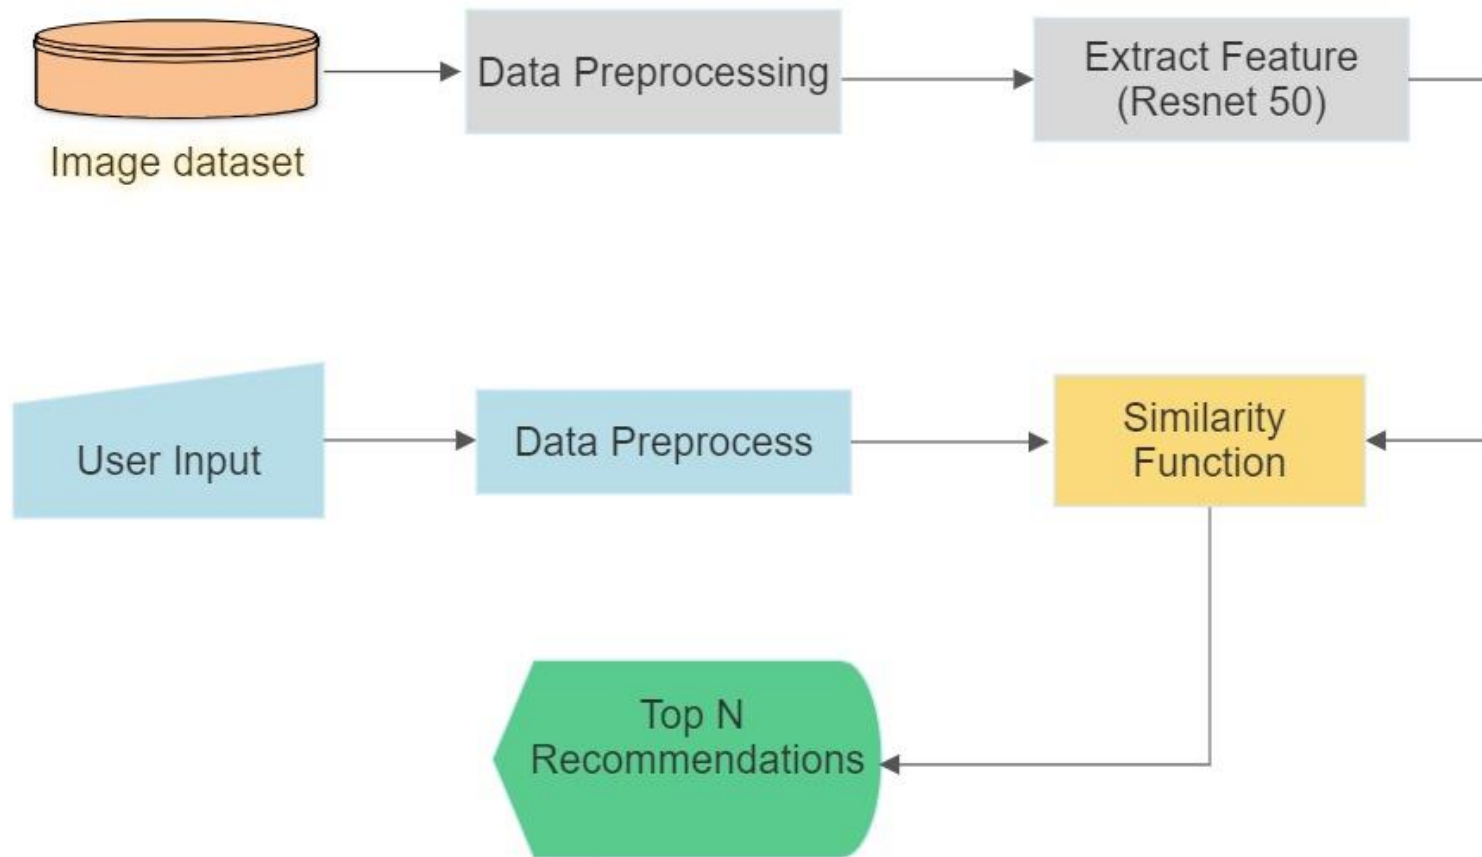 Data Preprocessing
Extract Feature
(Resnet 50)
Image dataset
User Input
Data Preprocess
Similarity
Function
Top N
Recommendations